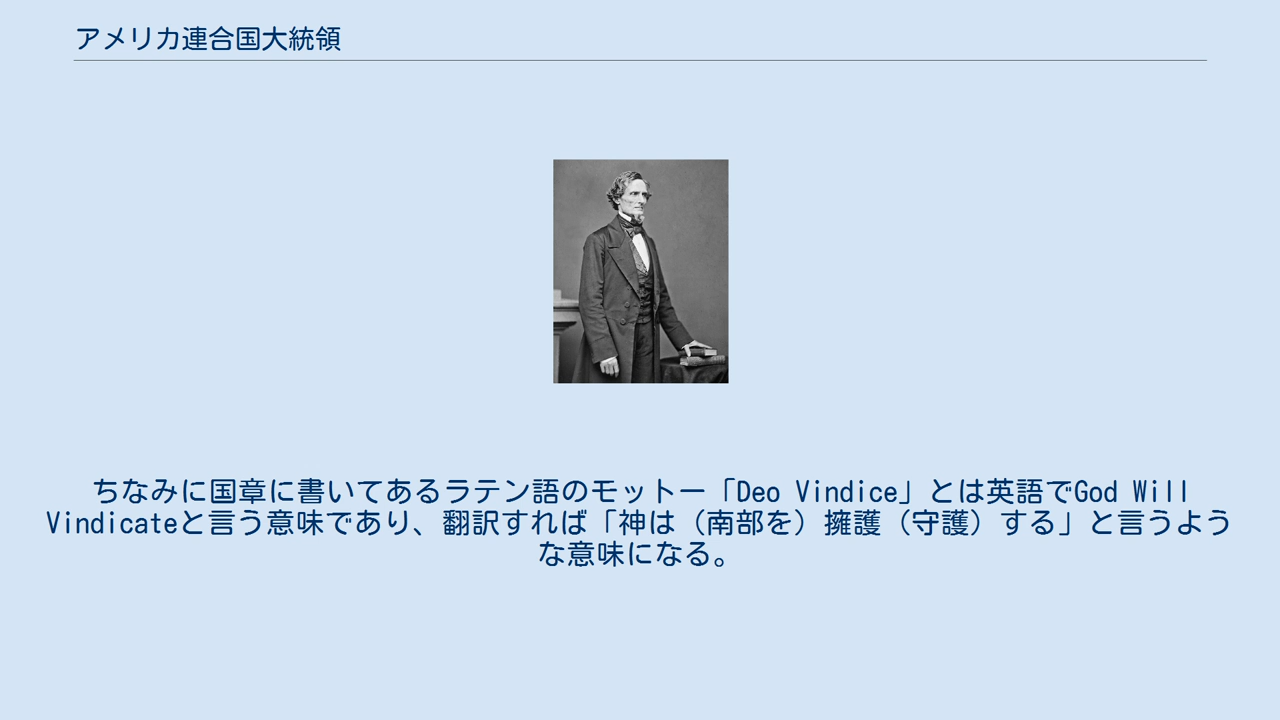 アメリカ連合国大統領
ちなみに国章に書いてあるラテン語のモットー「Deo Vindice」とは英語でGod Will
Vindicateと言う意味であり、翻訳すれば「神は（南部を）擁護（守護）する」と言うよう
な意味になる。